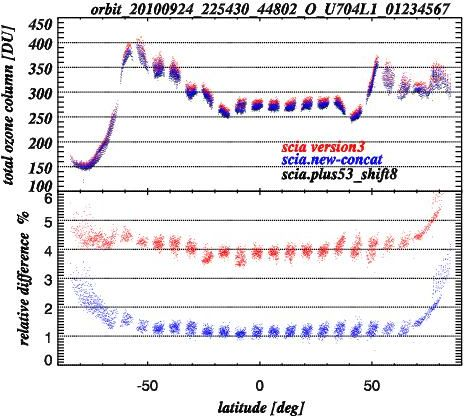 orbit_20100924_225430_44802_O_U704L1_01234567
total ozone column [DU]
450
400
350
300
250
200
150
100
scia version3
scia.new-concat
scia.plus53_shift8
relative difference %
6
5
4
3
2
1
0
-50 0 50
latitude [deg]